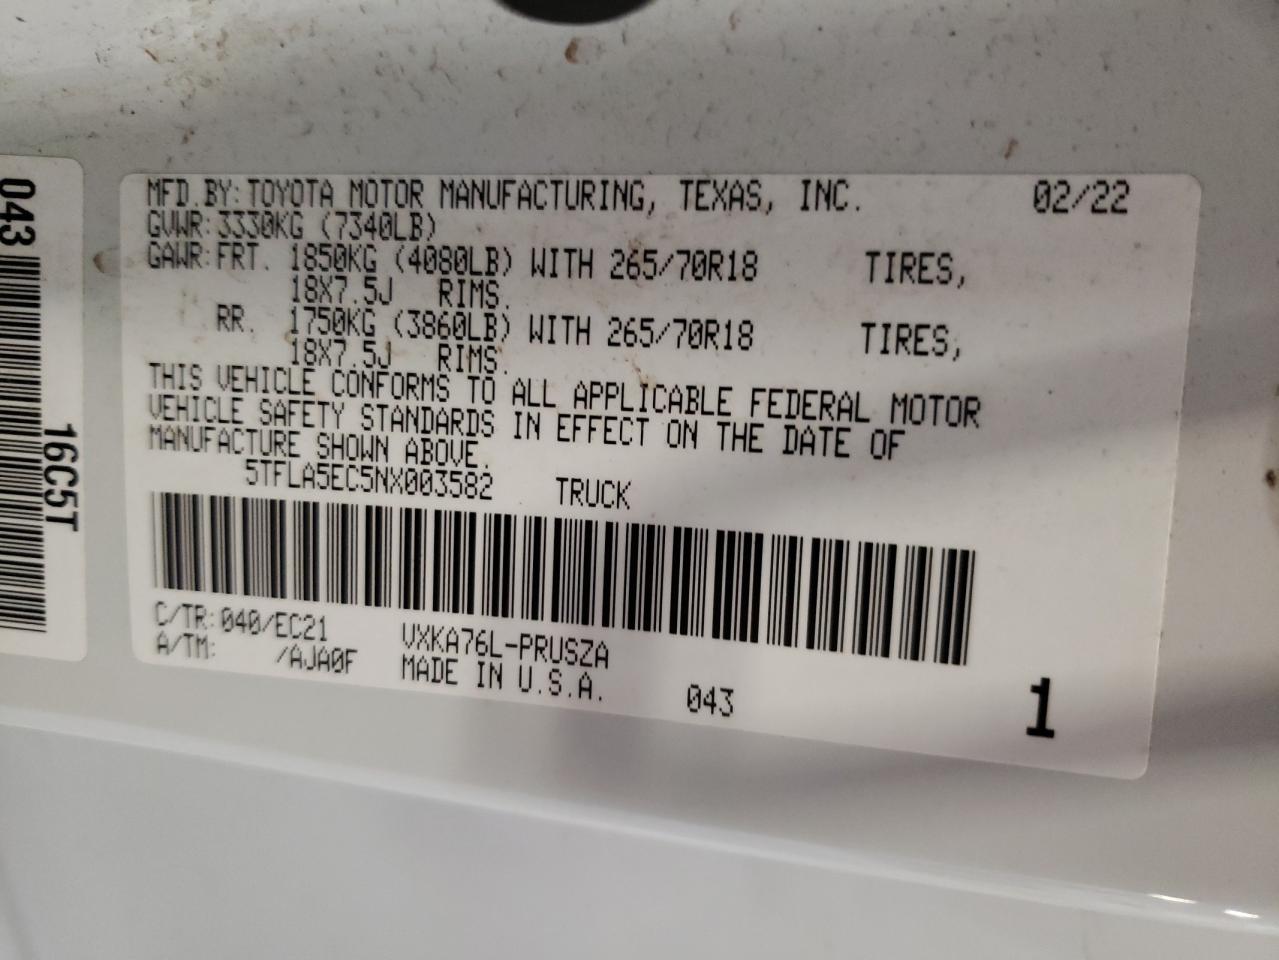 MFD.BY:TOYOTA MOTOR MANUFACTURING, TEXAS, INC. 02/22
GVWR:3330KG (7340LB)
GAWR:FRT. 1850KG (4080LB) WITH 265/70R18 TIRES,
18X7.5J RIMS.
RR. 1750KG (3860LB) WITH 265/70R18 TIRES,
18X7.5J RIMS.
THIS VEHICLE CONFORMS TO ALL APPLICABLE FEDERAL MOTOR
VEHICLE SAFETY STANDARDS IN EFFECT ON THE DATE OF
MANUFACTURE SHOWN ABOVE.
5TFLA5EC5NX003582 TRUCK
C/TR:040/EC21 VXKA76L-PRUSZA
A/TM: /AJA0F MADE IN U.S.A. 043 1
043
16C5T